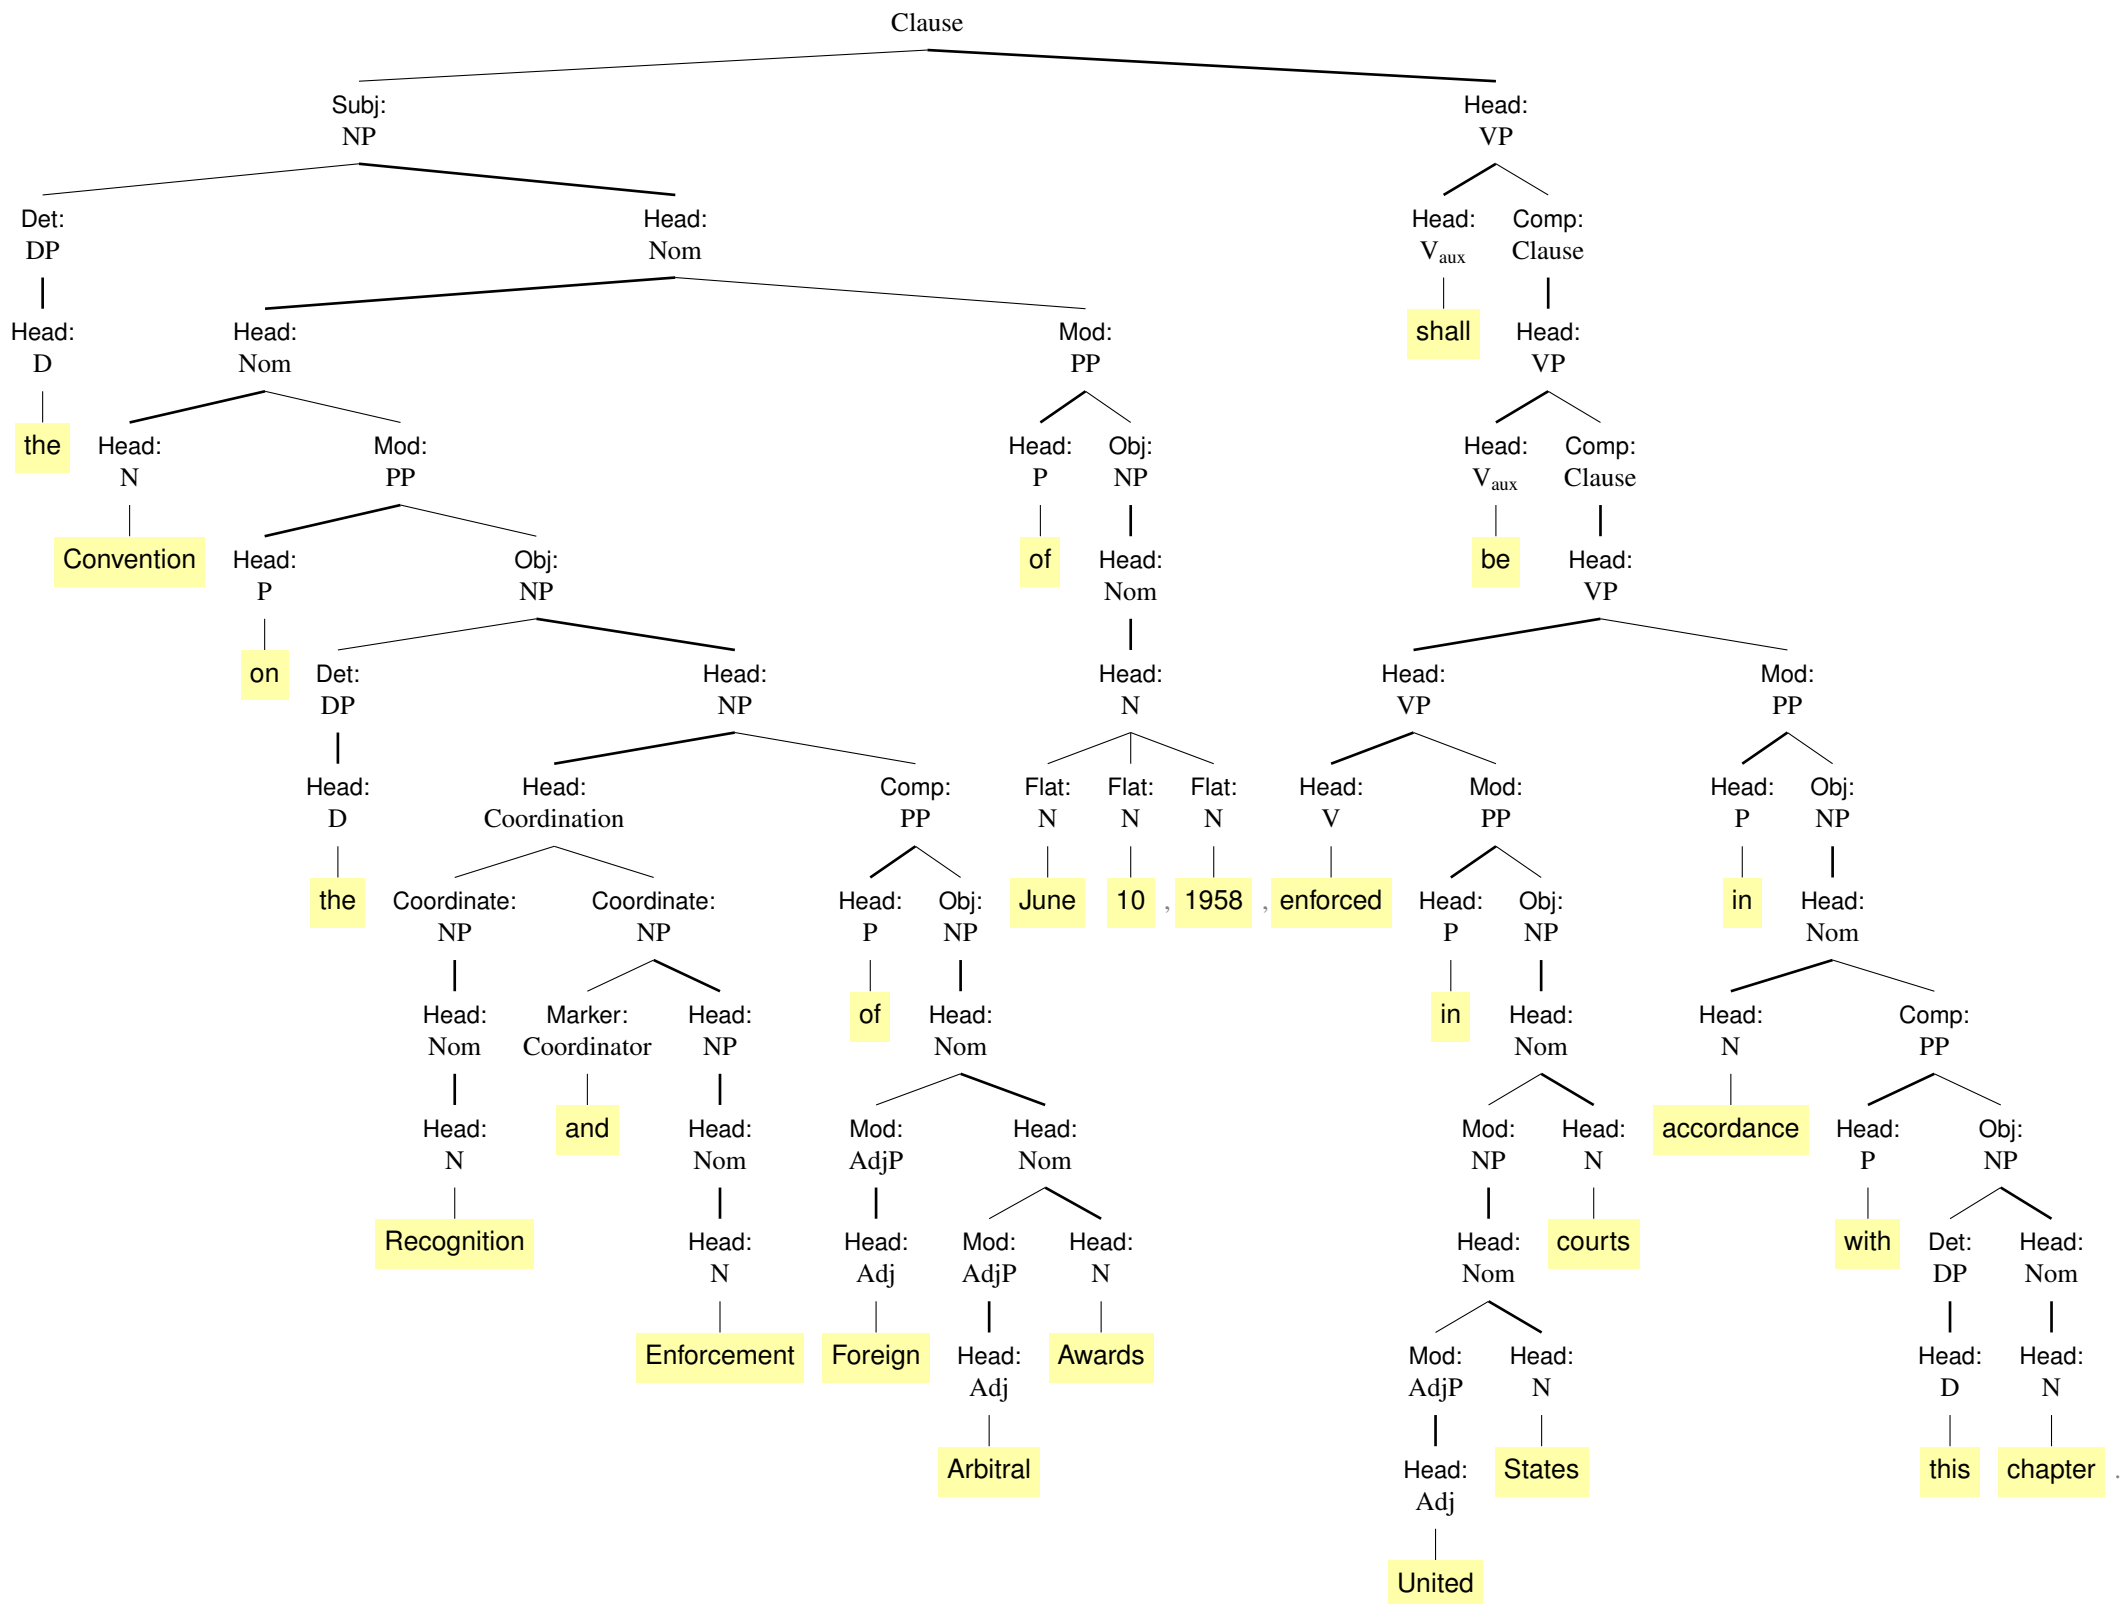 Clause
Subj: Head:
NP VP
Det: Head: Head: Comp:
DP Nom Vaux Clause
Head: Head: Mod: shall Head:
D Nom PP VP
the Head: Mod: Head: Obj: Head: Comp:
N PP P NP Vaux Clause
Convention Head: Obj: of Head: be Head:
P NP Nom VP
on Det: Head: Head: Head: Mod:
DP NP N VP PP
Head: Head: Comp: Flat: Flat: Flat: Head: Mod: Head: Obj:
D Coordination PP N N N V PP P NP
the Coordinate: Coordinate: Head: Obj: June 10 , 1958 , enforced Head: Obj: in Head:
NP NP P NP P NP Nom
Head: Marker: Head: of Head: in Head: Head: Comp:
Nom Coordinator NP Nom Nom N PP
Head: and Head: Mod: Head: Mod: Head: accordance Head: Obj:
N Nom AdjP Nom NP N P NP
Recognition Head: Head: Mod: Head: Head: courts with Det: Head:
N Adj AdjP N Nom DP Nom
Enforcement Foreign Head: Awards Mod: Head: Head: Head:
Adj AdjP N D N
Arbitral Head: States this chapter .
Adj
United